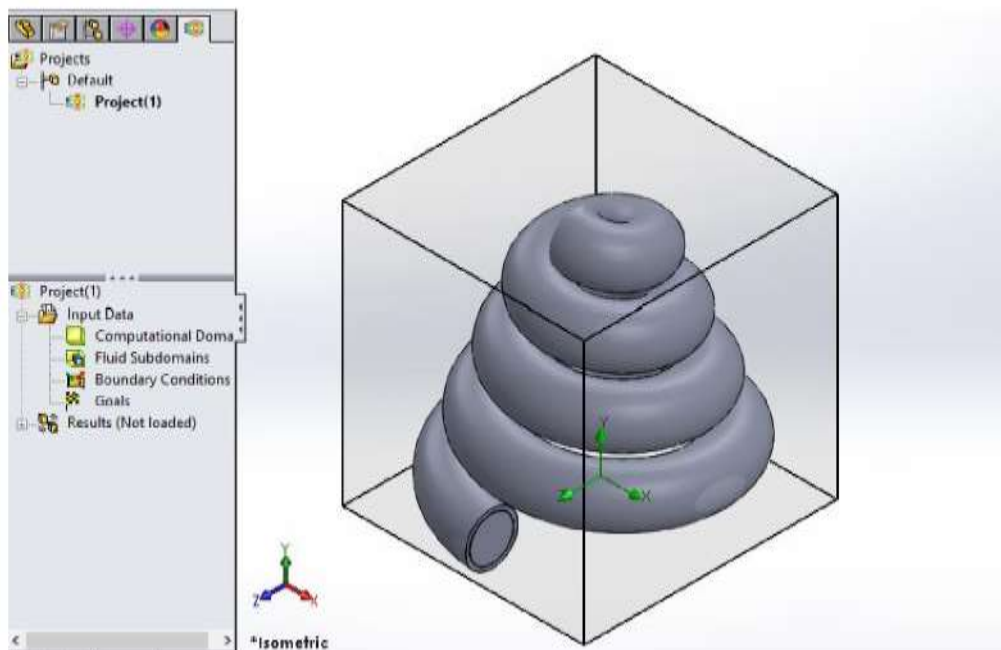 Projects
Default
Project(1)
Project(1)
Input Data
Computational Doma
Fluid Subdomains
Boundary Conditions
Goals
Results (Not loaded)
Y
Z
X
Y
Z
X
*Isometric